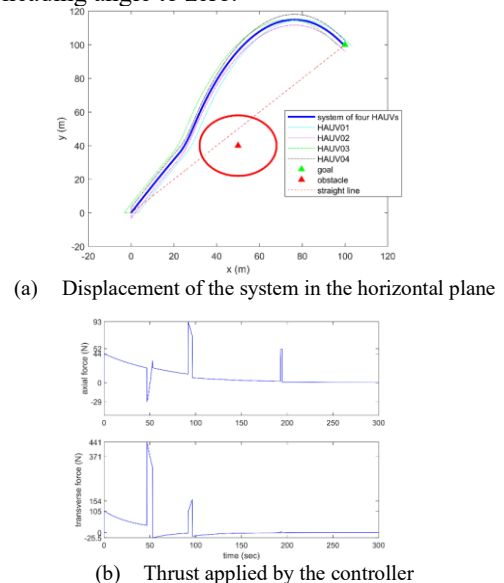 heading angle to zero.
120
100
80
60
40
20
0
-20
y (m)
system of four HAUVs
HAUV01
HAUV02
HAUV03
HAUV04
goal
obstacle
straight line
-20 0 20 40 60 80 100 120
x (m)
(a) Displacement of the system in the horizontal plane
93
52
44
0
-29
axial force (N)
0 50 100 150 200 250 300
441
371
154
105
0
-25.5
transverse force (N)
0 50 100 150 200 250 300
time (sec)
(b) Thrust applied by the controller